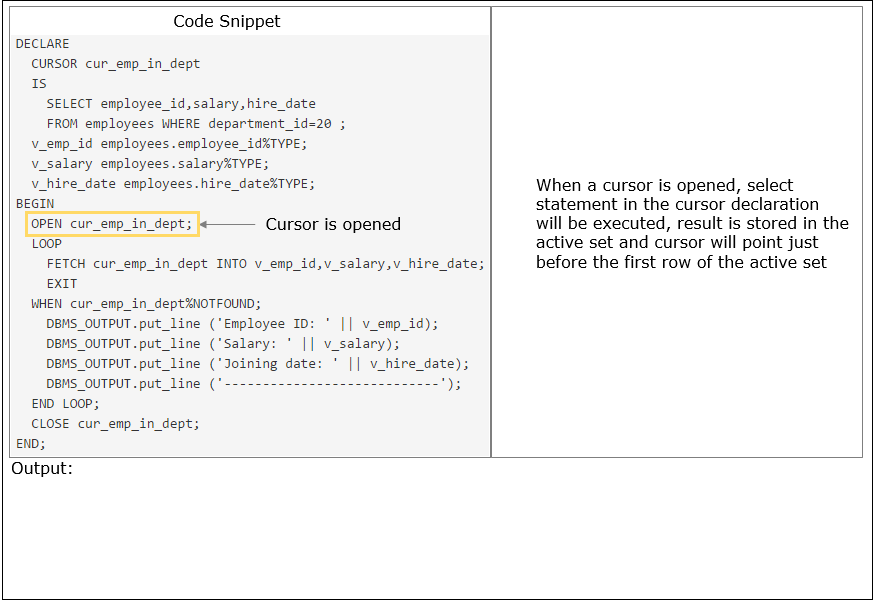 Code Snippet
DECLARE
CURSOR cur_emp_in_dept
IS
SELECT employee_id,salary,hire_date
FROM employees WHERE department_id=20 ;
v_emp_id employees.employee_id%TYPE;
v_salary employees.salary%TYPE;
v_hire_date employees.hire_date%TYPE;
BEGIN
OPEN cur_emp_in_dept;
Cursor is opened
LOOP
FETCH cur_emp_in_dept INTO v_emp_id,v_salary,v_hire_date;
EXIT
WHEN cur_emp_in_dept%NOTFOUND;
DBMS_OUTPUT.put_line ('Employee ID: ' || v_emp_id);
DBMS_OUTPUT.put_line ('Salary: ' || v_salary);
DBMS_OUTPUT.put_line ('Joining date: ' || v_hire_date);
DBMS_OUTPUT.put_line ('----------------------------');
END LOOP;
CLOSE cur_emp_in_dept;
END;
When a cursor is opened, select
statement in the cursor declaration
will be executed, result is stored in the
active set and cursor will point just
before the first row of the active set
Output: